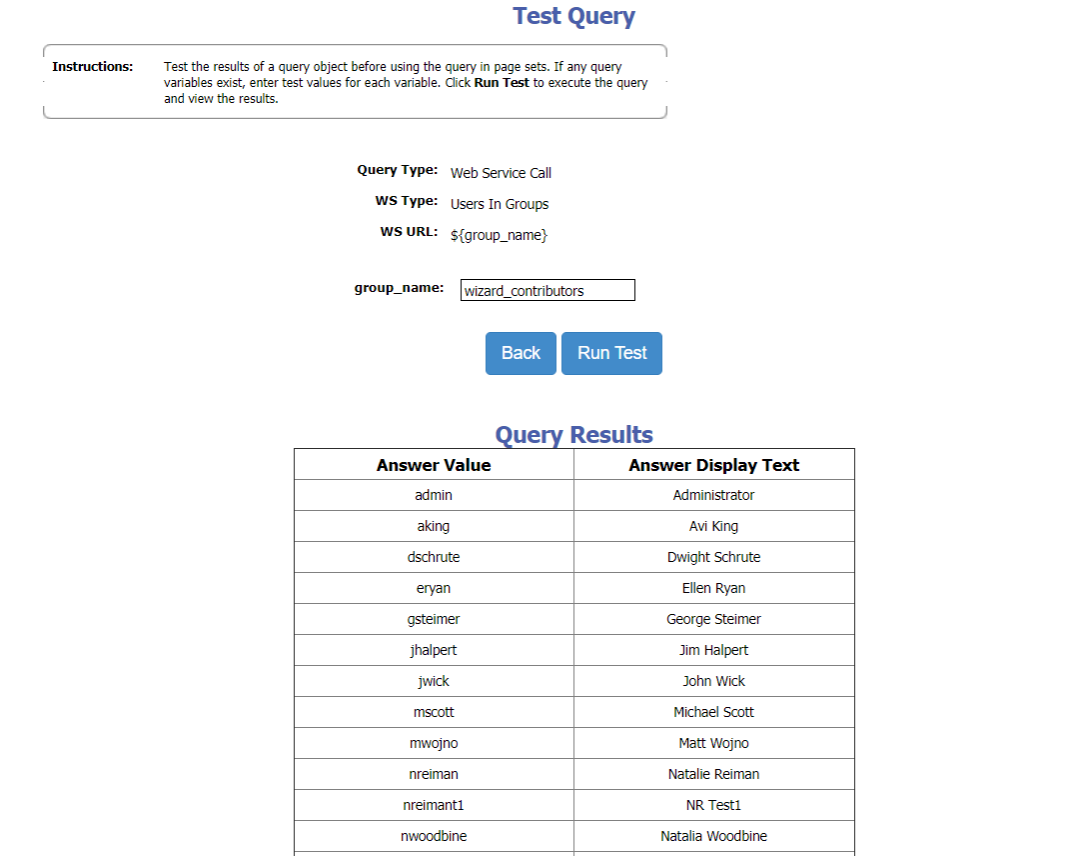 Test Query
Instructions: Test the results of a query object before using the query in page sets. If any query
variables exist, enter test values for each variable. Click Run Test to execute the query
and view the results.
Query Type: Web Service Call
WS Type: Users In Groups
WS URL: ${group_name}
group_name: wizard_contributors
Back Run Test
Query Results
Answer Value Answer Display Text
admin Administrator
aking Avi King
dschrute Dwight Schrute
eryan Ellen Ryan
gsteimer George Steimer
jhalpert Jim Halpert
jwick John Wick
mscott Michael Scott
mwojno Matt Wojno
nreiman Natalie Reiman
nreimant1 NR Test1
nwoodbine Natalia Woodbine